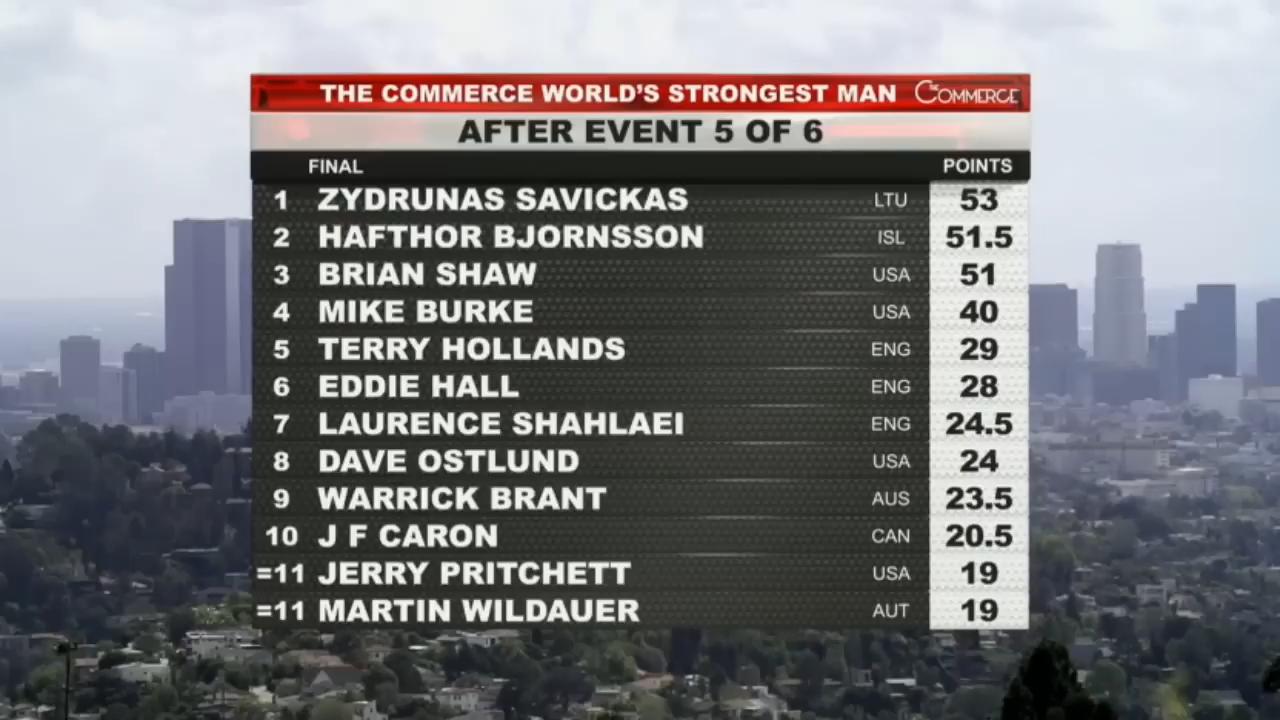 THE COMMERCE WORLD'S STRONGEST MAN THE COMMERCE
AFTER EVENT 5 OF 6
FINAL POINTS
1 ZYDRUNAS SAVICKAS LTU 53
2 HAFTHOR BJORNSSON ISL 51.5
3 BRIAN SHAW USA 51
4 MIKE BURKE USA 40
5 TERRY HOLLANDS ENG 29
6 EDDIE HALL ENG 28
7 LAURENCE SHAHLAEI ENG 24.5
8 DAVE OSTLUND USA 24
9 WARRICK BRANT AUS 23.5
10 J F CARON CAN 20.5
=11 JERRY PRITCHETT USA 19
=11 MARTIN WILDAUER AUT 19